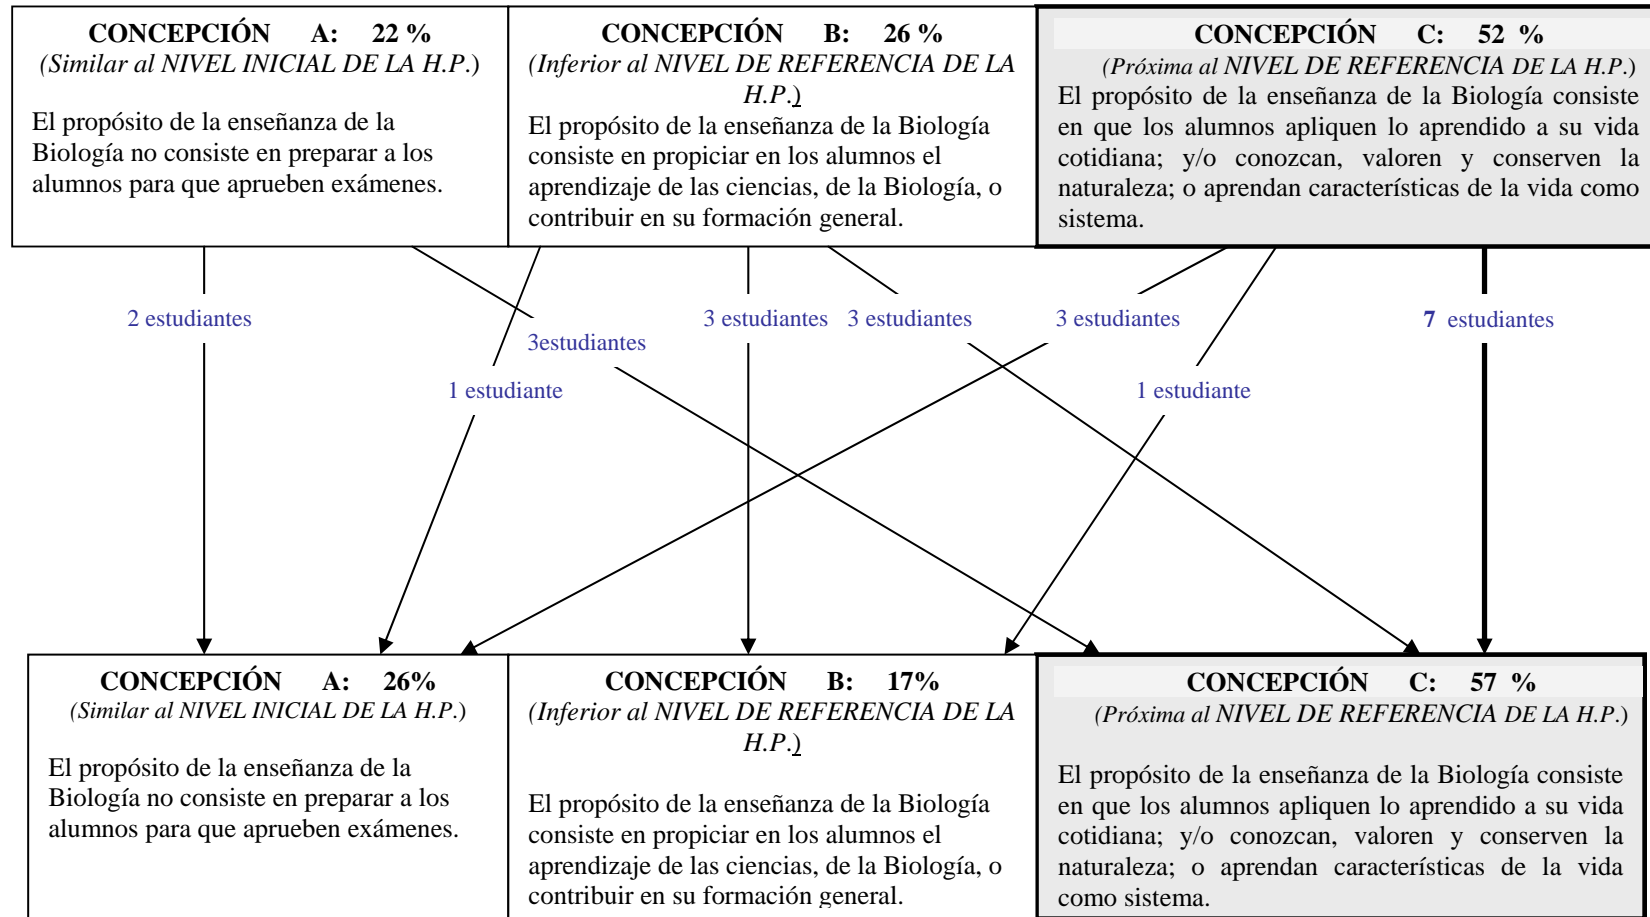 CONCEPCIÓN A: 22 %
(Similar al NIVEL INICIAL DE LA H.P.)
El propósito de la enseñanza de la
Biología no consiste en preparar a los
alumnos para que aprueben exámenes.
CONCEPCIÓN B: 26 %
(Inferior al NIVEL DE REFERENCIA DE LA
H.P.)
El propósito de la enseñanza de la Biología
consiste en propiciar en los alumnos el
aprendizaje de las ciencias, de la Biología, o
contribuir en su formación general.
CONCEPCIÓN C: 52 %
(Próxima al NIVEL DE REFERENCIA DE LA H.P.)
El propósito de la enseñanza de la Biología consiste
en que los alumnos apliquen lo aprendido a su vida
cotidiana; y/o conozcan, valoren y conserven la
naturaleza; o aprendan características de la vida como
sistema.
2 estudiantes
3estudiantes
3 estudiantes
3 estudiantes
3 estudiantes
7 estudiantes
1 estudiante
1 estudiante
CONCEPCIÓN A: 26%
(Similar al NIVEL INICIAL DE LA H.P.)
El propósito de la enseñanza de la
Biología no consiste en preparar a los
alumnos para que aprueben exámenes.
CONCEPCIÓN B: 17%
(Inferior al NIVEL DE REFERENCIA DE LA
H.P.)
El propósito de la enseñanza de la Biología
consiste en propiciar en los alumnos el
aprendizaje de las ciencias, de la Biología, o
contribuir en su formación general.
CONCEPCIÓN C: 57 %
(Próxima al NIVEL DE REFERENCIA DE LA H.P.)
El propósito de la enseñanza de la Biología consiste
en que los alumnos apliquen lo aprendido a su vida
cotidiana; y/o conozcan, valoren y conserven la
naturaleza; o aprendan características de la vida
como sistema.